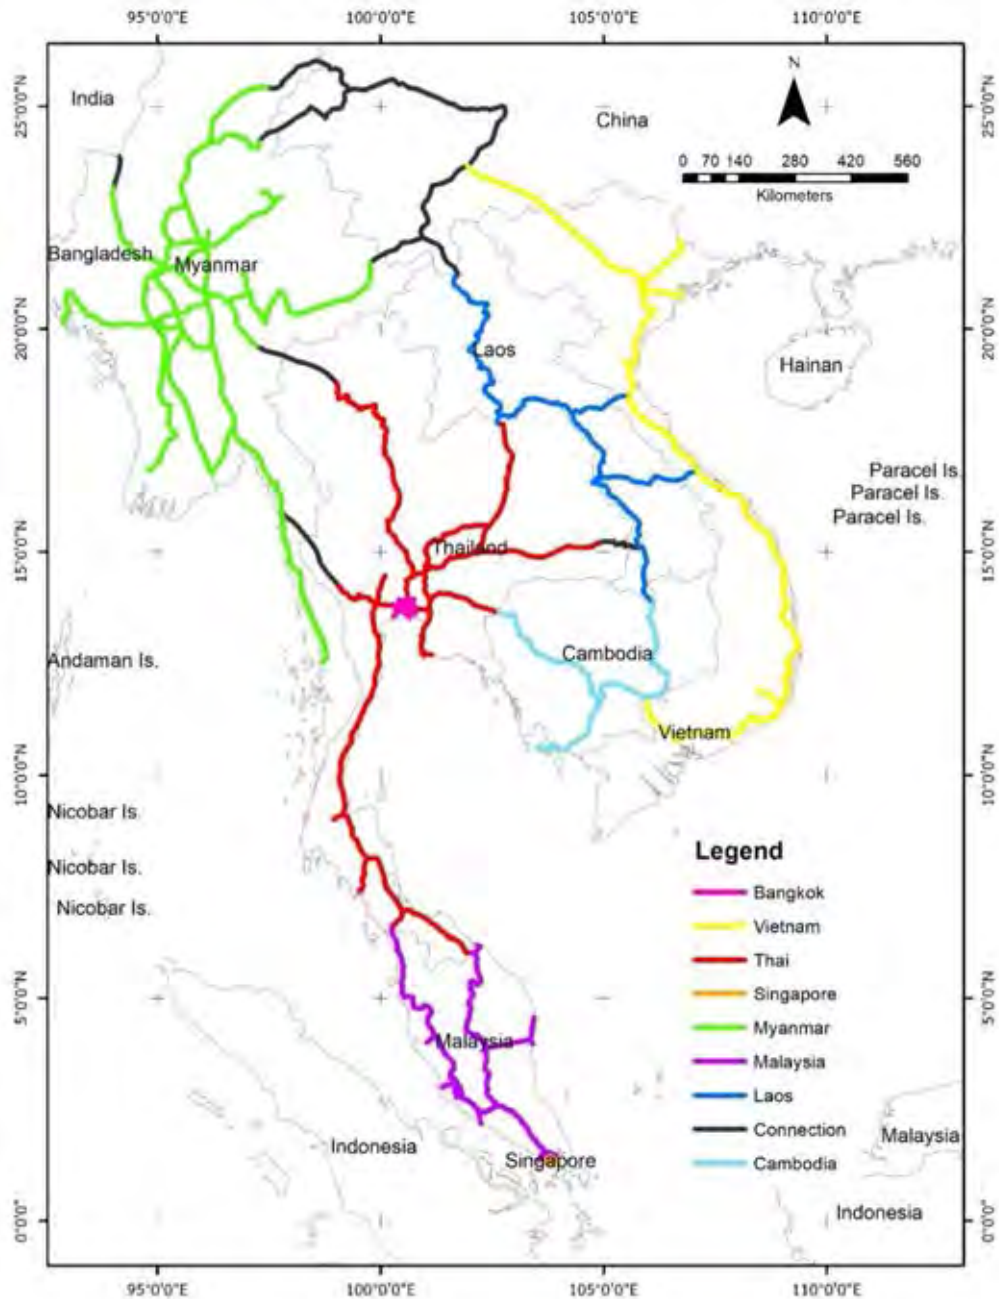 95°0'0"E 100°0'0"E 105°0'0"E 110°0'0"E
India
China
N
0 70 140 280 420 560
Kilometers
25°0'0"N 25°0'0"N
Bangladesh
Myanmar
20°0'0"N 20°0'0"N
Laos
Hainan
Paracel Is.
Paracel Is.
Paracel Is.
15°0'0"N 15°0'0"N
Thailand
Andaman Is.
Cambodia
Vietnam
10°0'0"N 10°0'0"N
Nicobar Is.
Nicobar Is.
Nicobar Is.
Legend
Bangkok
Vietnam
Thai
Singapore
Myanmar
Malaysia
Laos
Connection
Cambodia
5°0'0"N 5°0'0"N
Malaysia
Indonesia
Singapore
Malaysia
Indonesia
0°0'0" 0°0'0"
95°0'0"E 100°0'0"E 105°0'0"E 110°0'0"E